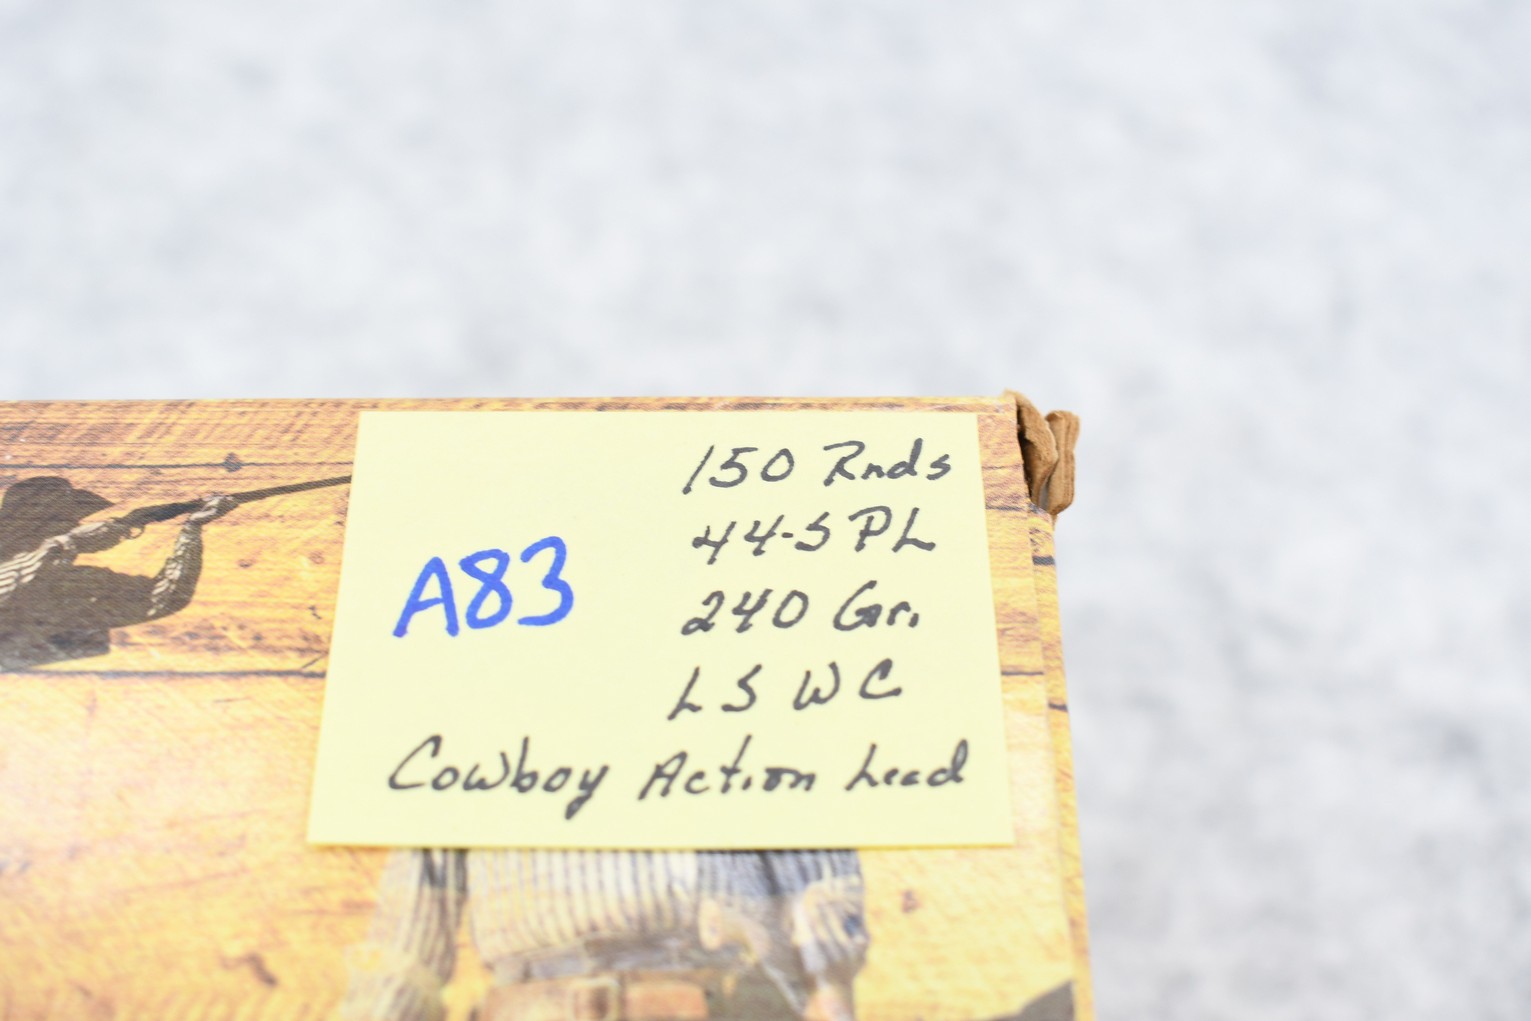 150 Rnds
44-SPL
A83
240 Gr.
LSWC
Cowboy Action Lead